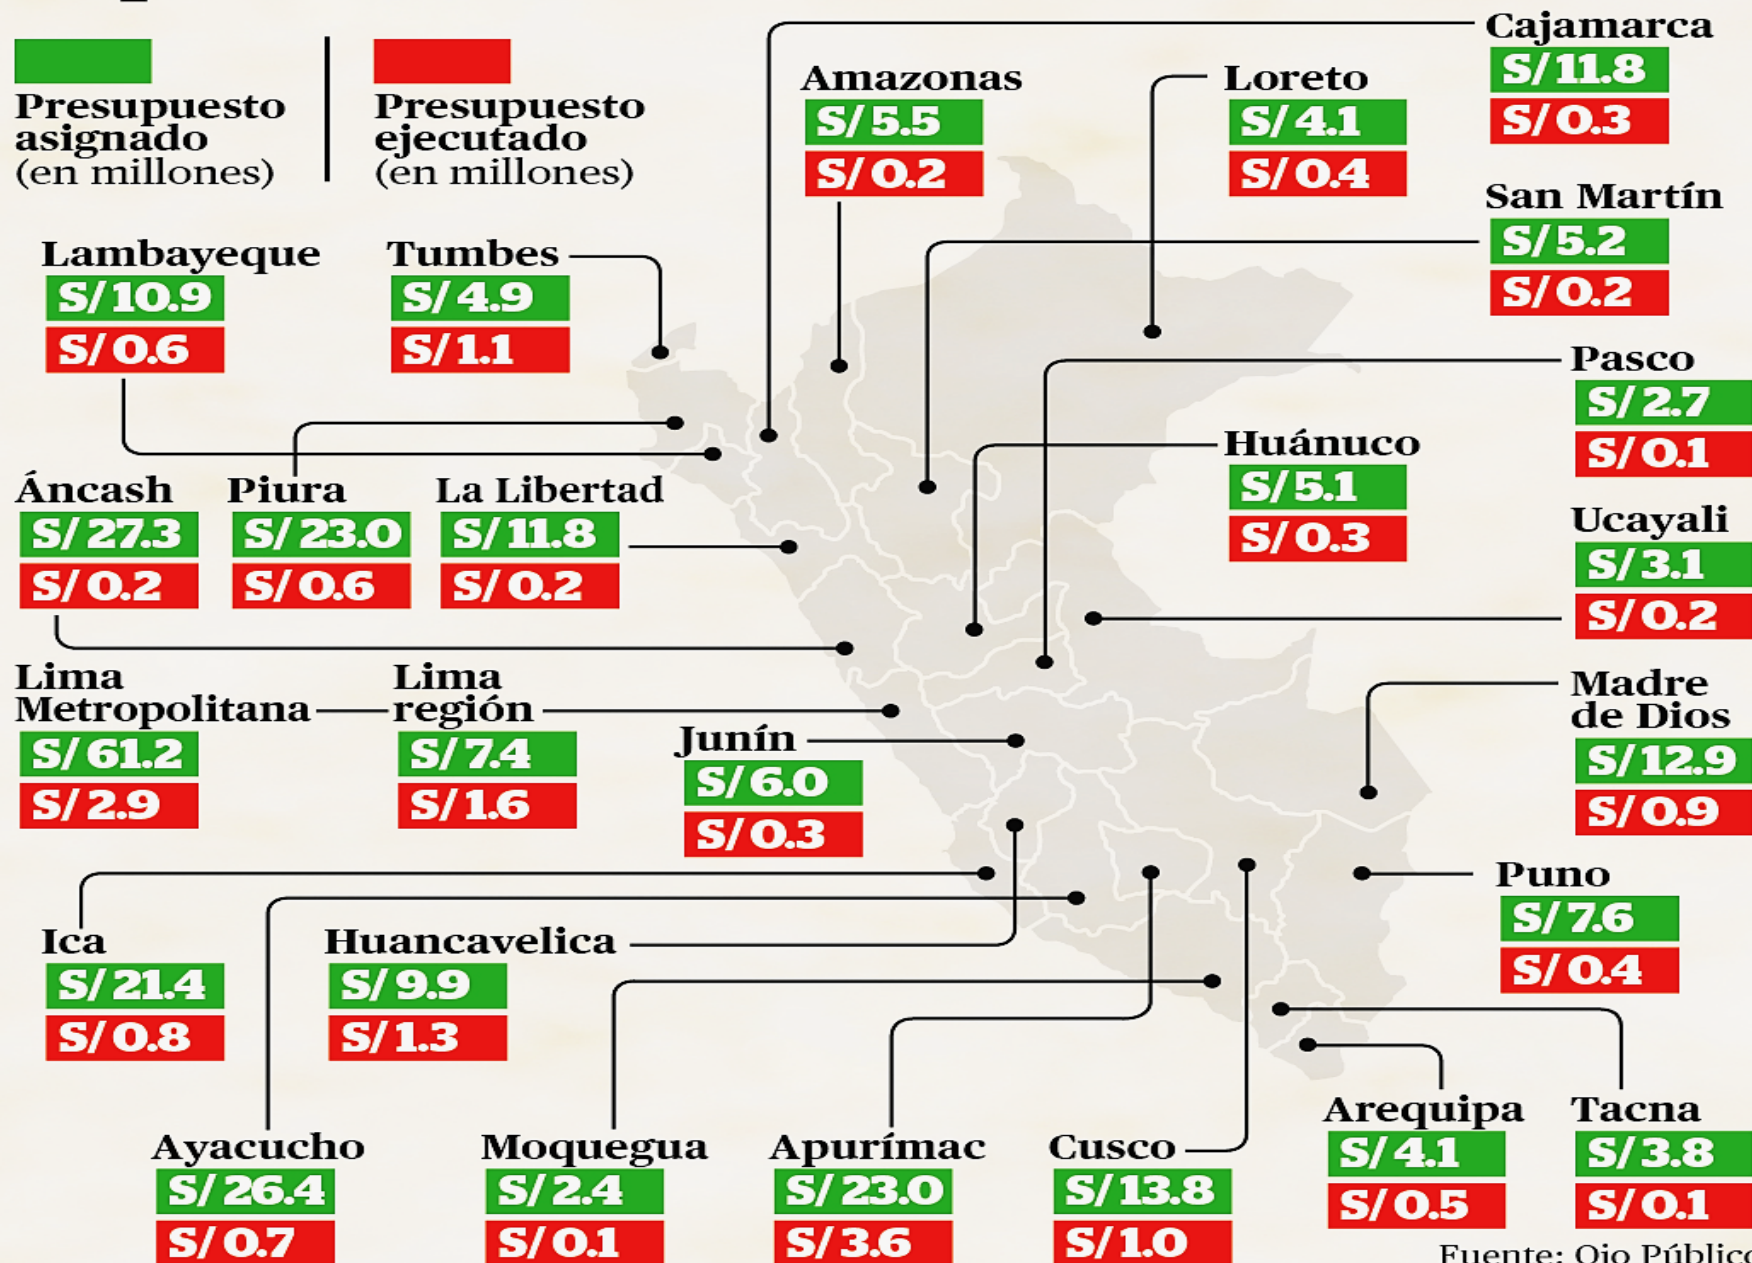 Presupuesto
asignado
(en millones)
Presupuesto
ejecutado
(en millones)
Cajamarca
S/11.8
S/0.3
Amazonas
S/5.5
S/0.2
Loreto
S/4.1
S/0.4
San Martín
S/5.2
S/0.2
Lambayeque
S/10.9
S/0.6
Tumbes
S/4.9
S/1.1
Pasco
S/2.7
S/0.1
Huánuco
S/5.1
S/0.3
Áncash
S/27.3
S/0.2
Piura
S/23.0
S/0.6
La Libertad
S/11.8
S/0.2
Ucayali
S/3.1
S/0.2
Lima
Metropolitana
S/61.2
S/2.9
Lima
región
S/7.4
S/1.6
Junín
S/6.0
S/0.3
Madre
de Dios
S/12.9
S/0.9
Puno
S/7.6
S/0.4
Ica
S/21.4
S/0.8
Huancavelica
S/9.9
S/1.3
Ayacucho
S/26.4
S/0.7
Moquegua
S/2.4
S/0.1
Apurímac
S/23.0
S/3.6
Cusco
S/13.8
S/1.0
Arequipa
S/4.1
S/0.5
Tacna
S/3.8
S/0.1
Fuente: Ojo Público